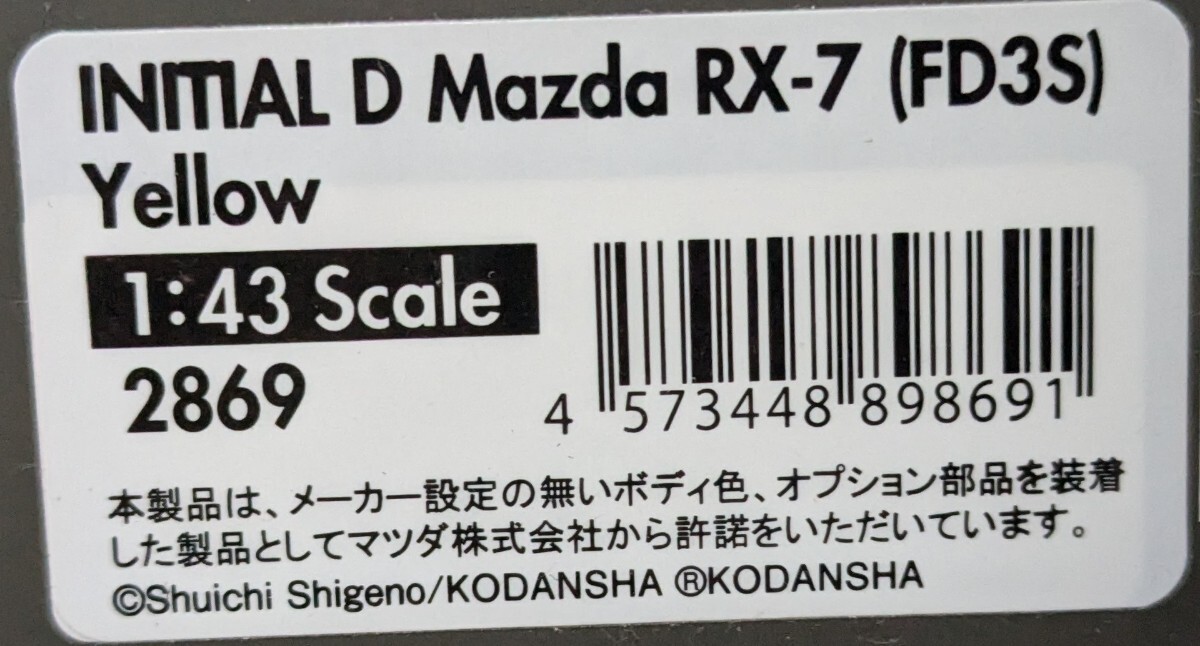 INITIAL D Mazda RX-7 (FD3S)
Yellow
1:43 Scale
2869
4 573448 898691
本製品は、メーカー設定の無いボディ色、オプション部品を装着
した製品としてマツダ株式会社から許諾をいただいています。
©Shuichi Shigeno/KODANSHA ®KODANSHA